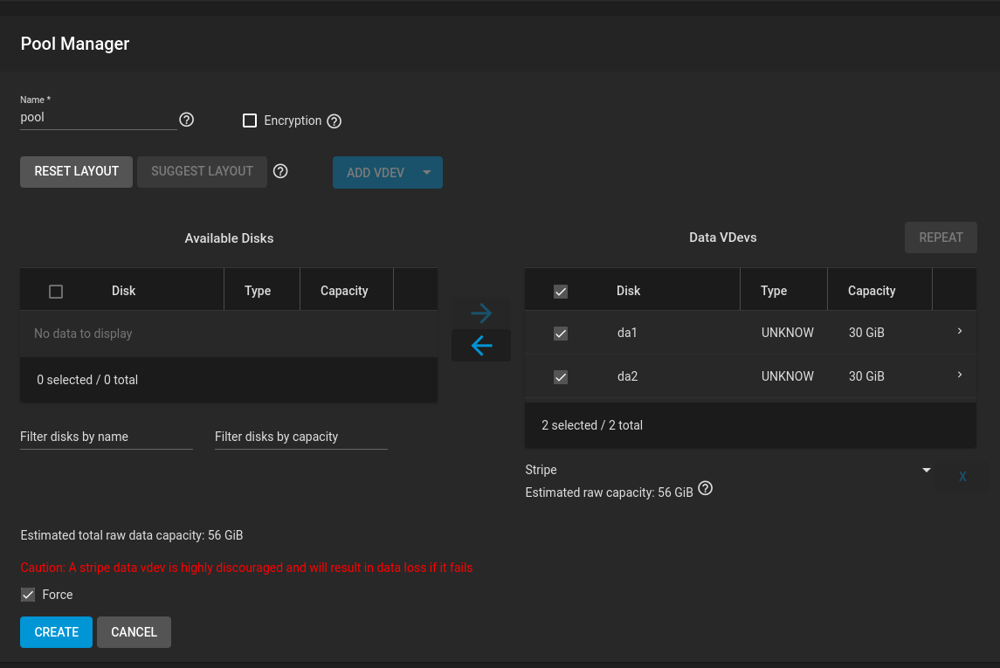 Pool Manager
Name *
pool
Encryption
RESET LAYOUT SUGGEST LAYOUT ADD VDEV
Available Disks
Disk Type Capacity
No data to display
0 selected / 0 total
Filter disks by name Filter disks by capacity
Data VDevs REPEAT
Disk Type Capacity
da1 UNKNOW 30 GiB
da2 UNKNOW 30 GiB
2 selected / 2 total
Stripe X
Estimated raw capacity: 56 GiB
Estimated total raw data capacity: 56 GiB
Caution: A stripe data vdev is highly discouraged and will result in data loss if it fails
Force
CREATE CANCEL